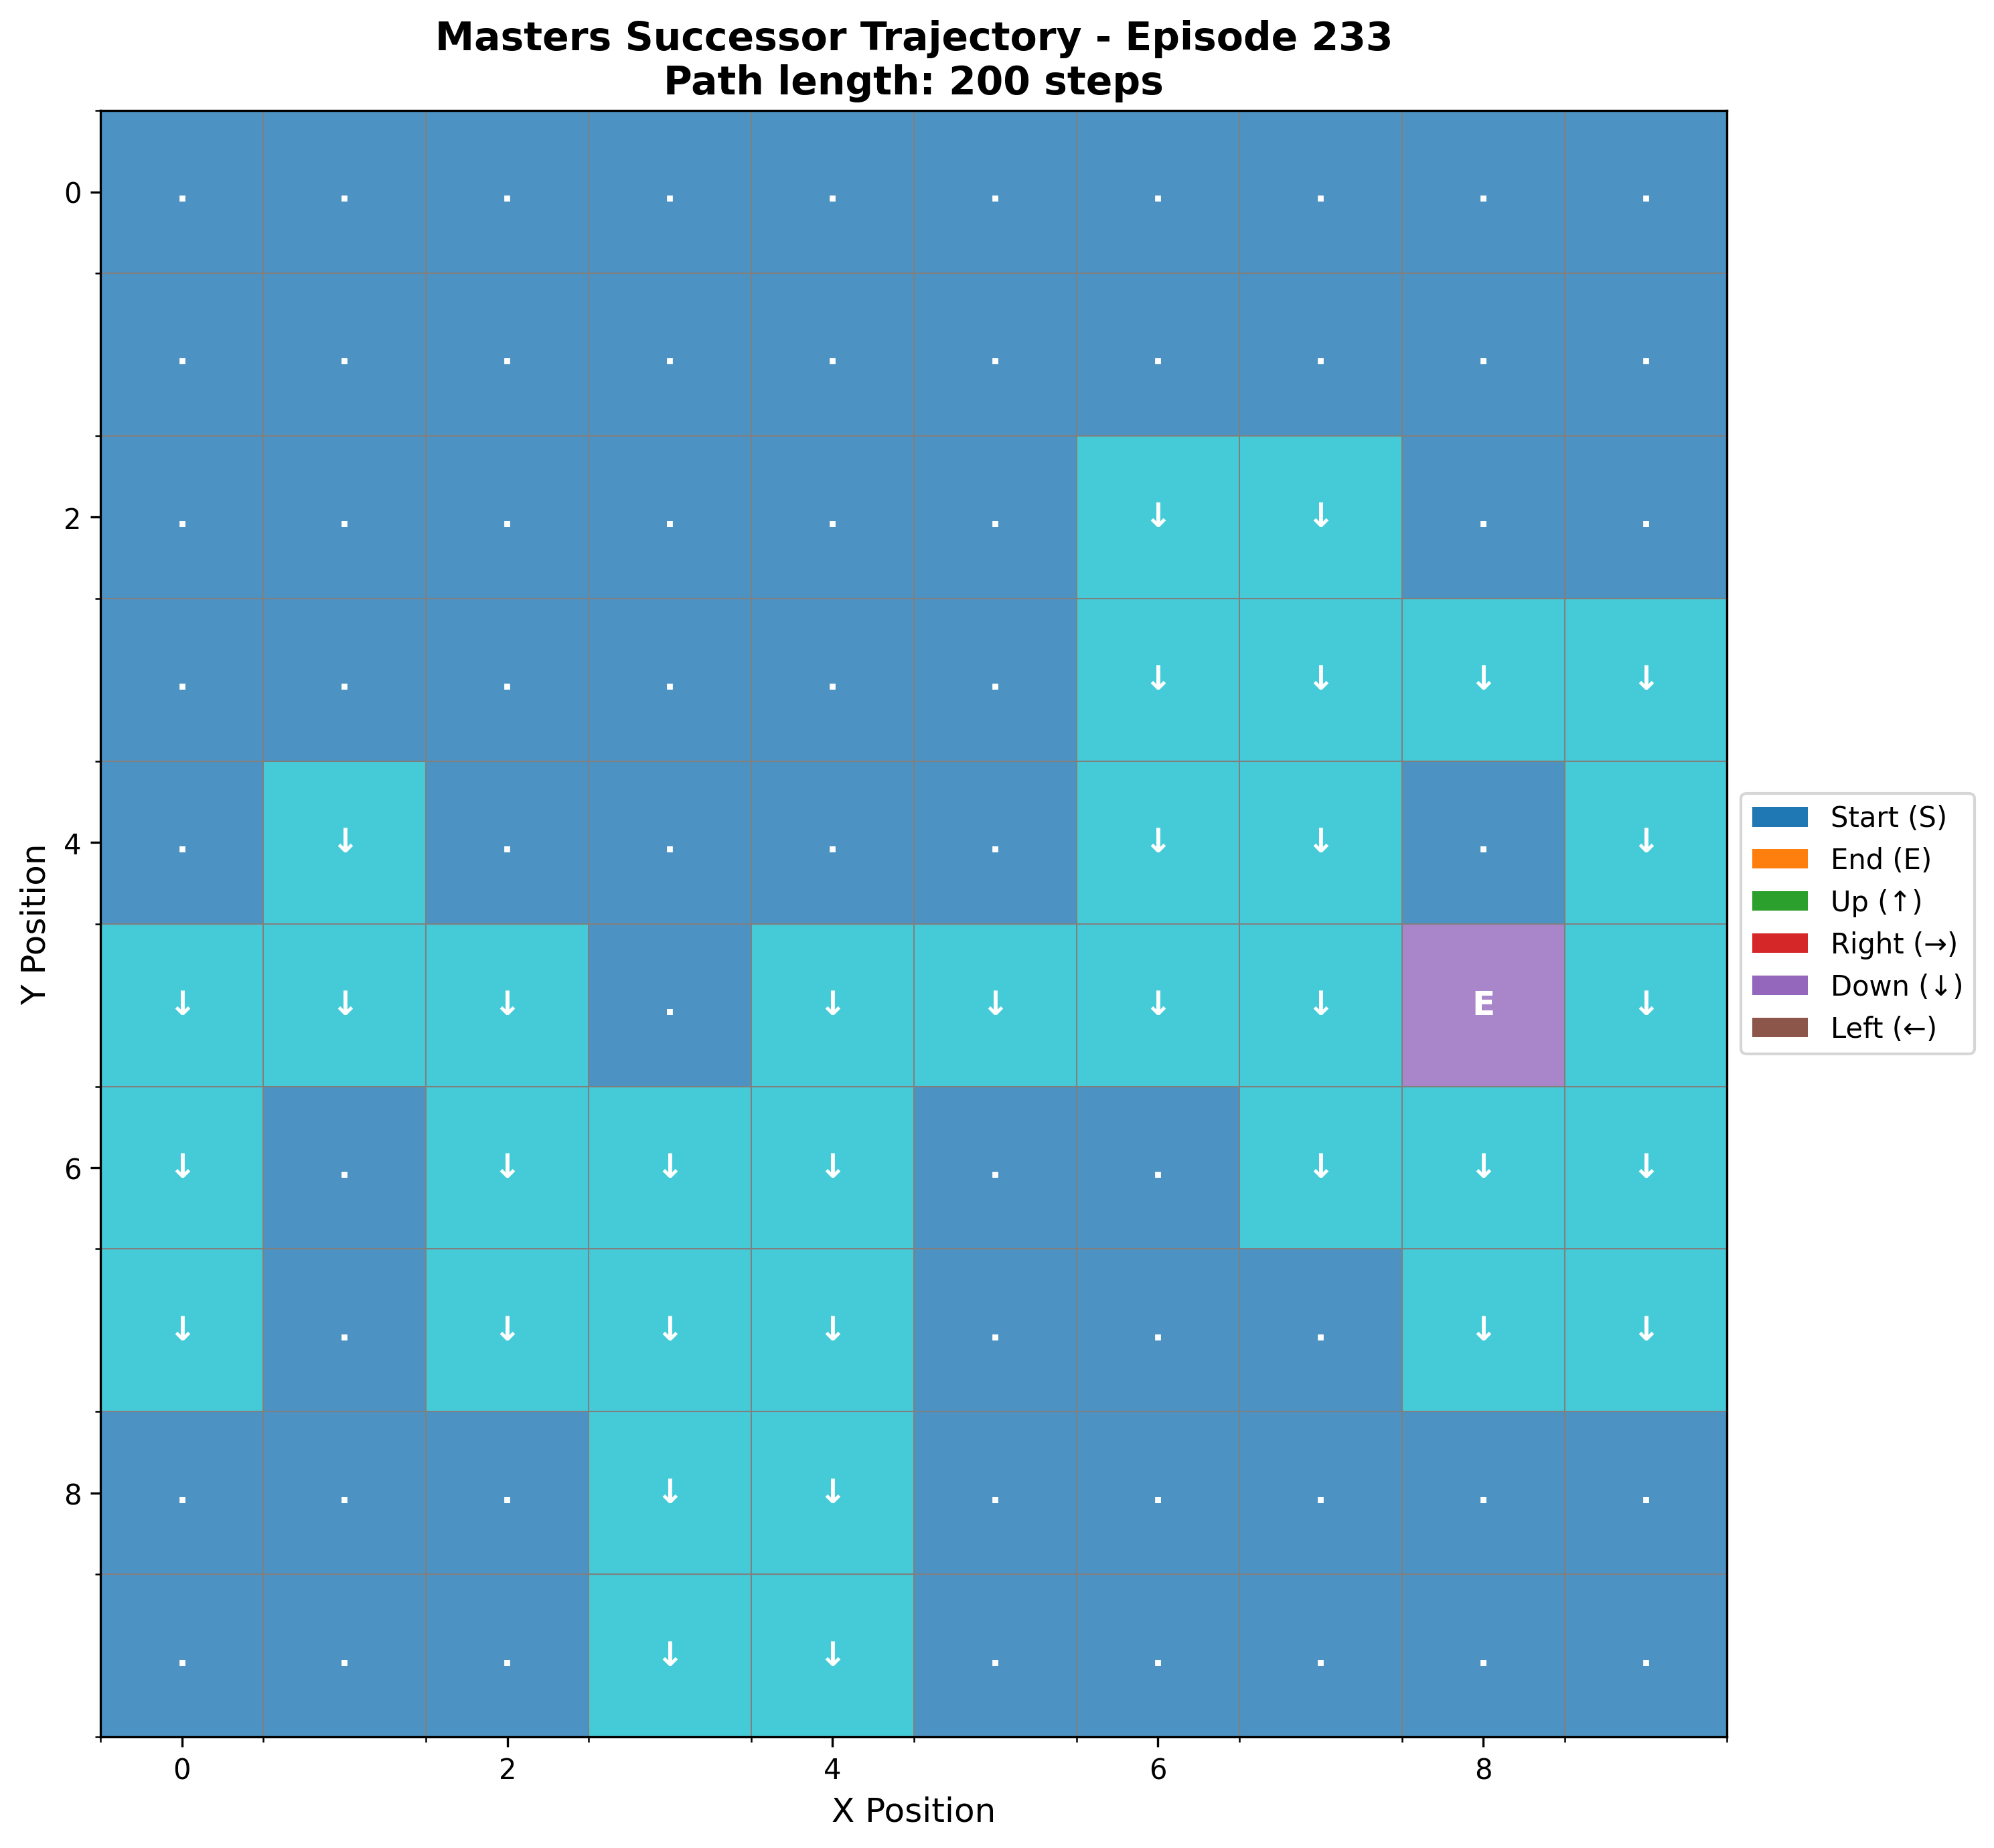 Masters Successor Trajectory - Episode 233
Path length: 200 steps
0 . . . . . . . . . .
. . . . . . . . . .
2 . . . . . . ↓ ↓ . .
. . . . . . ↓ ↓ ↓ ↓
4 . ↓ . . . . ↓ ↓ . ↓
↓ ↓ ↓ . ↓ ↓ ↓ ↓ E ↓
6 ↓ . ↓ ↓ ↓ . . ↓ ↓ ↓
↓ . ↓ ↓ ↓ . . . ↓ ↓
8 . . . ↓ ↓ . . . . .
. . . ↓ ↓ . . . . .
0 2 4 6 8
X Position
Y Position
Start (S)
End (E)
Up (↑)
Right (→)
Down (↓)
Left (←)